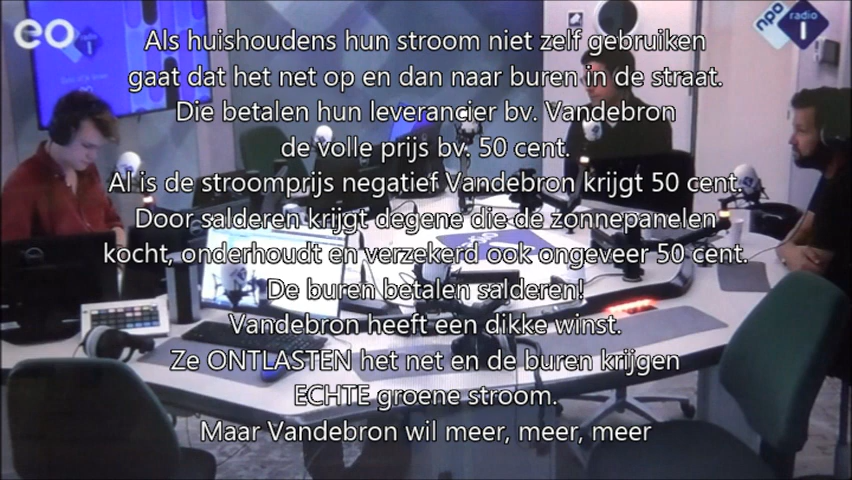 eo
npo radio 1
Als huishoudens hun stroom niet zelf gebruiken
gaat dat het net op en dan naar buren in de straat.
Die betalen hun leverancier bv. Vandebron
de volle prijs bv. 50 cent.
Al is de stroomprijs negatief Vandebron krijgt 50 cent.
Door salderen krijgt degene die de zonnepanelen
kocht, onderhoudt en verzekerd ook ongeveer 50 cent.
De buren betalen salderen!
Vandebron heeft een dikke winst.
Ze ONTLASTEN het net en de buren krijgen
ECHTE groene stroom.
Maar Vandebron wil meer, meer, meer